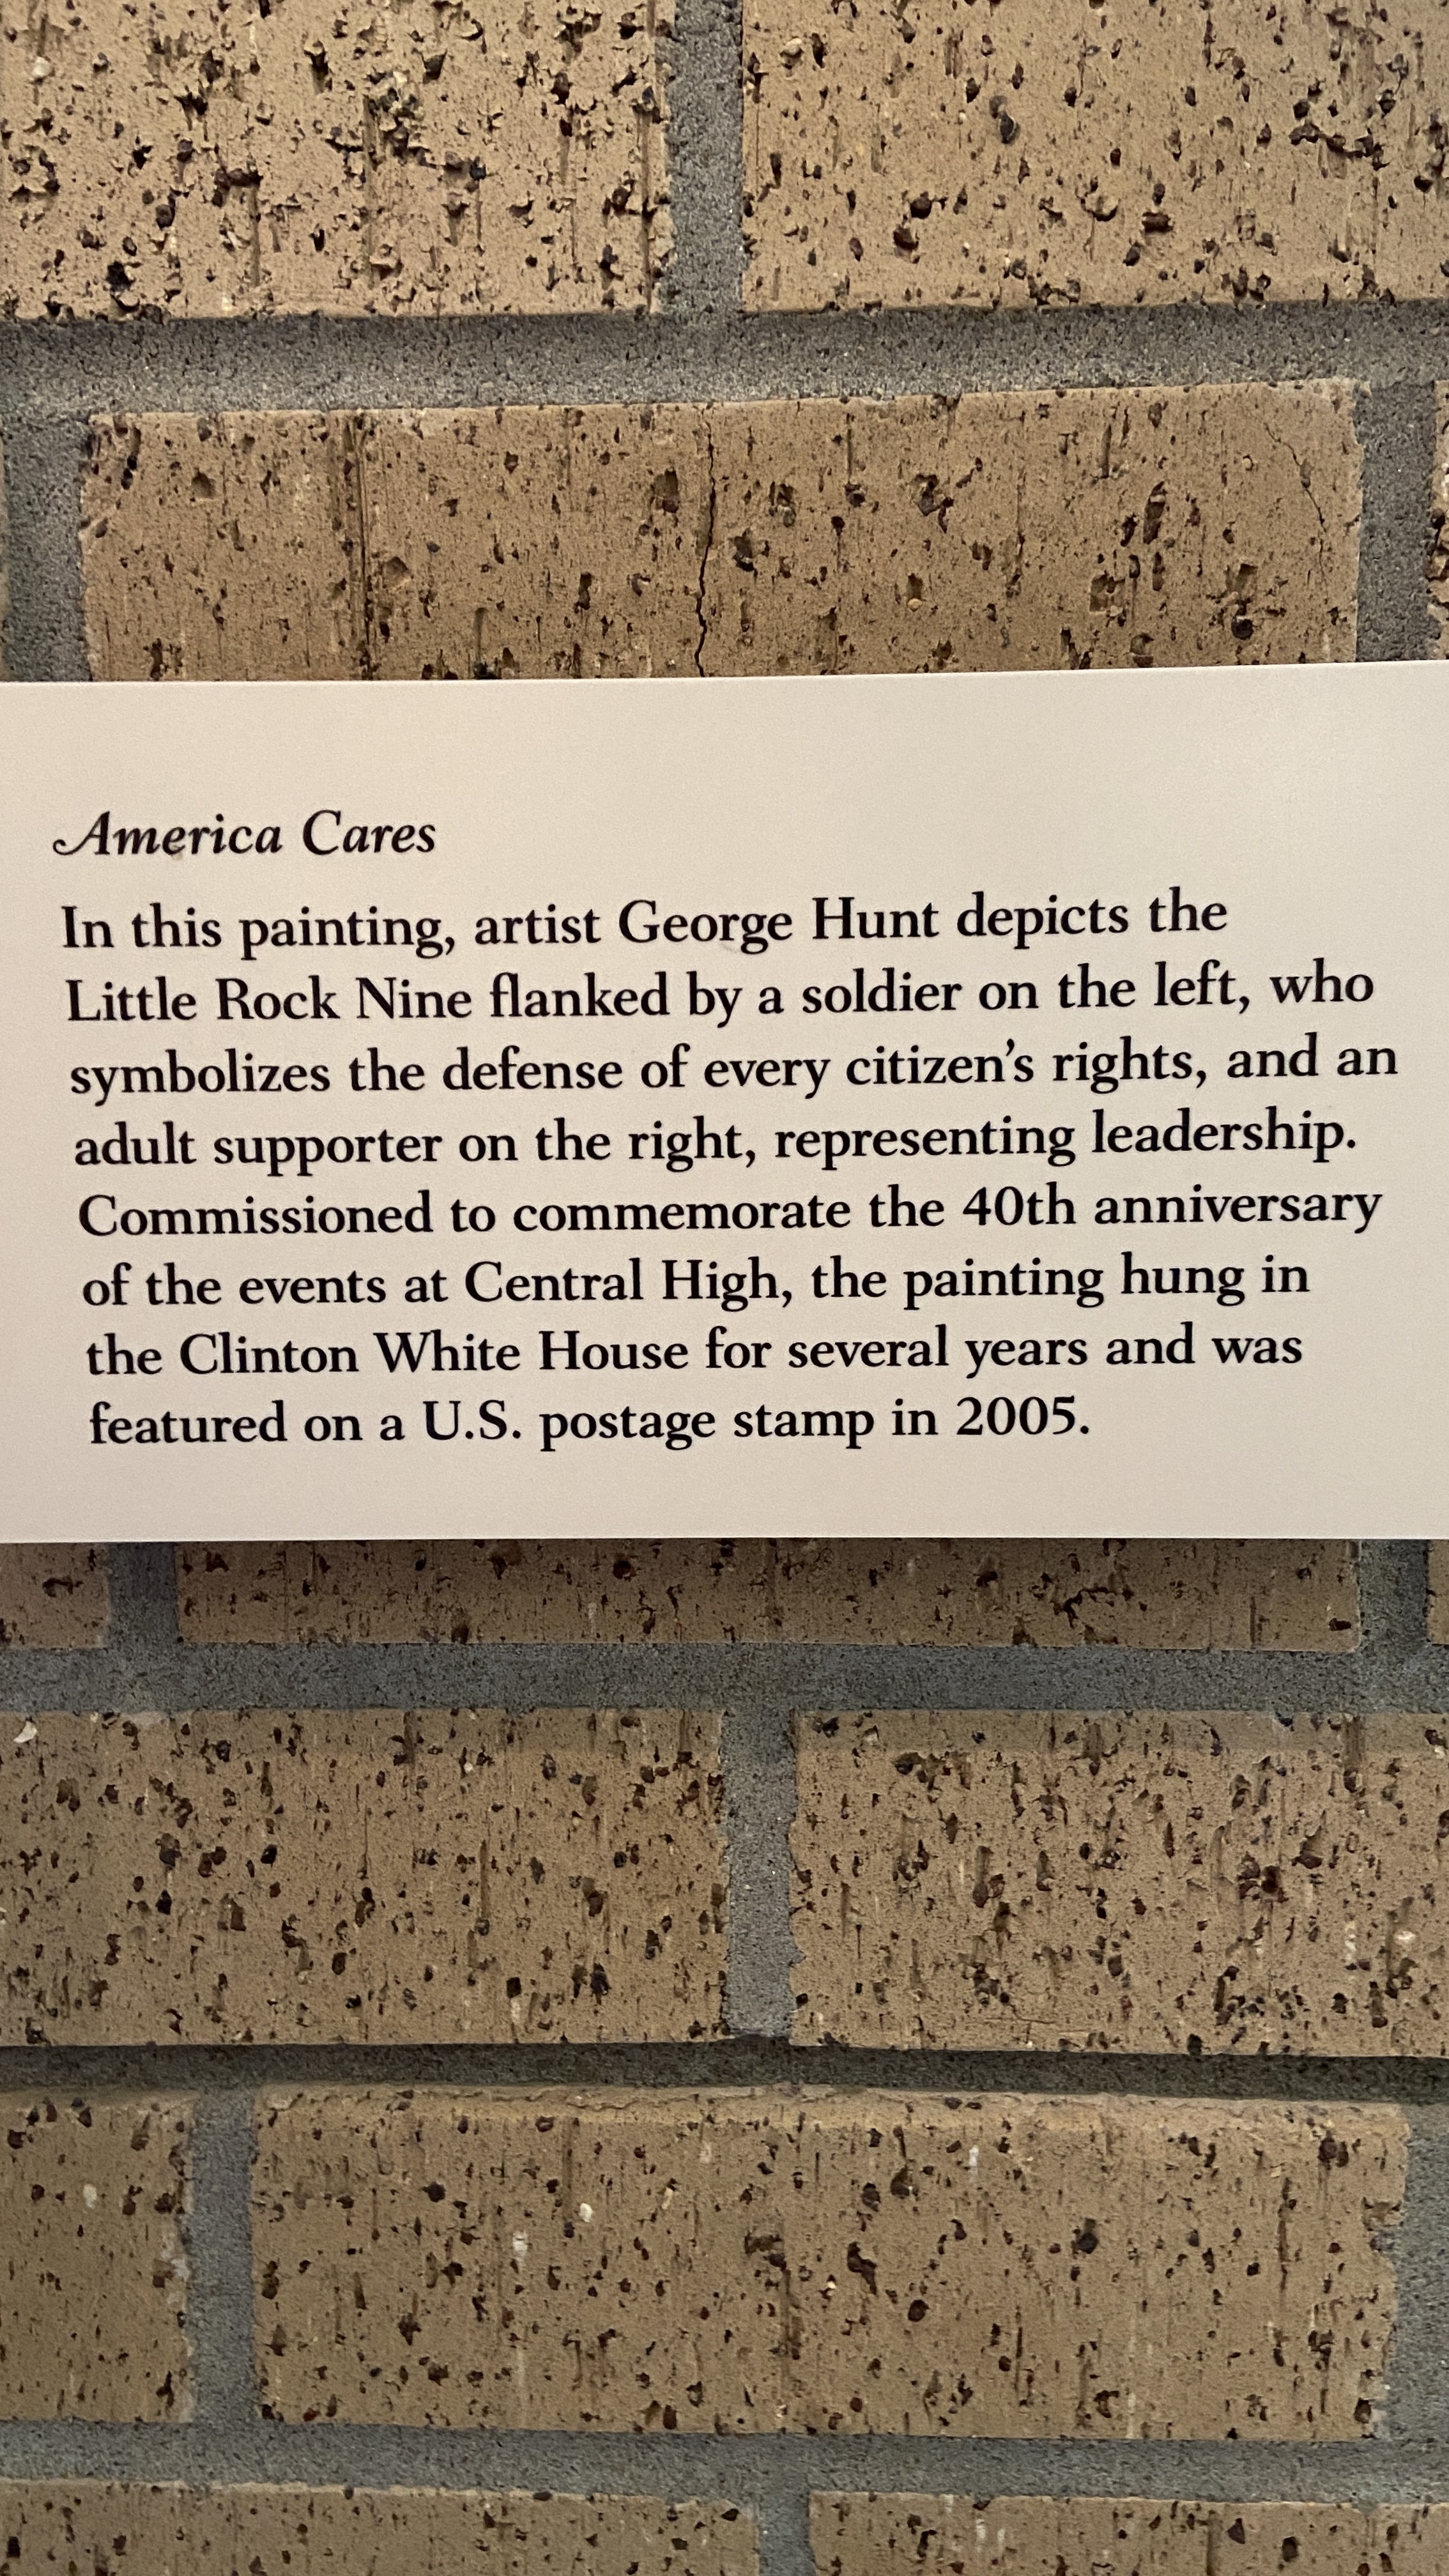 America Cares
In this painting, artist George Hunt depicts the
Little Rock Nine flanked by a soldier on the left, who
symbolizes the defense of every citizen’s rights, and an
adult supporter on the right, representing leadership.
Commissioned to commemorate the 40th anniversary
of the events at Central High, the painting hung in
the Clinton White House for several years and was
featured on a U.S. postage stamp in 2005.